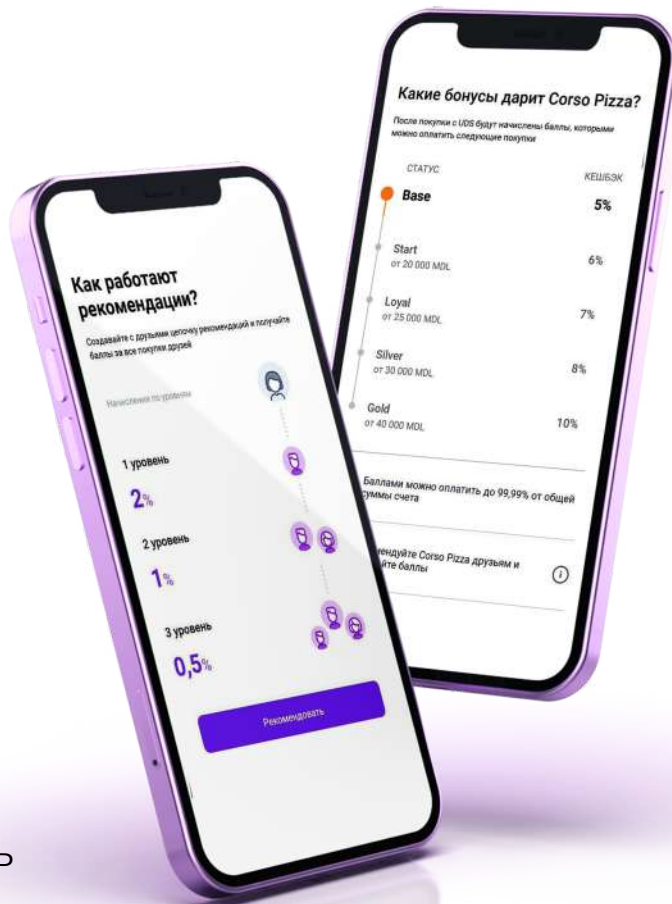 Как работают
рекомендации?
Создавайте с друзьями цепочку рекомендаций и получайте
баллы за все покупки друзей
Начисления по уровням
1 уровень
2%
2 уровень
1%
3 уровень
0,5%
Рекомендовать
Какие бонусы дарит Corso Pizza?
После покупки с UDS будут начислены баллы, которыми
можно оплатить следующие покупки
СТАТУС КЕШБЭК
Base 5%
Start 6%
от 20 000 MDL
Loyal 7%
от 25 000 MDL
Silver 8%
от 30 000 MDL
Gold 10%
от 40 000 MDL
Баллами можно оплатить до 99,99% от общей
суммы счета
Corso Pizza друзьям и
баллы